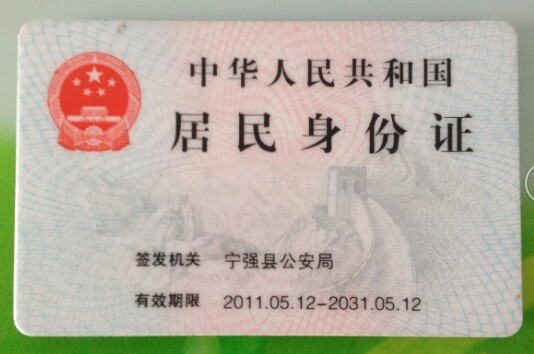 中华人民共和国
居民身份证
签发机关 宁强县公安局
有效期限 2011.05.12-2031.05.12